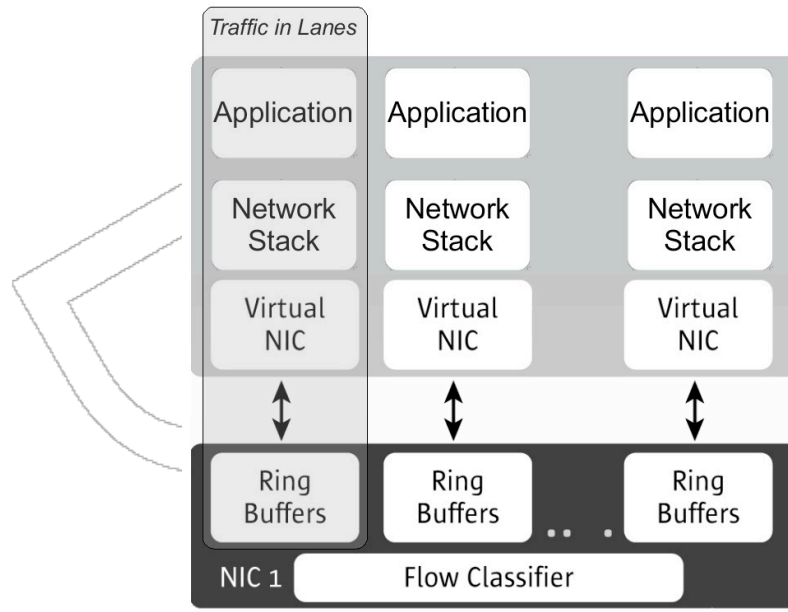 Traffic in Lanes
Application Application Application
Network Network Network
Stack Stack Stack
Virtual Virtual Virtual
NIC NIC NIC
Ring Ring Ring
Buffers Buffers .. . Buffers
NIC 1 Flow Classifier